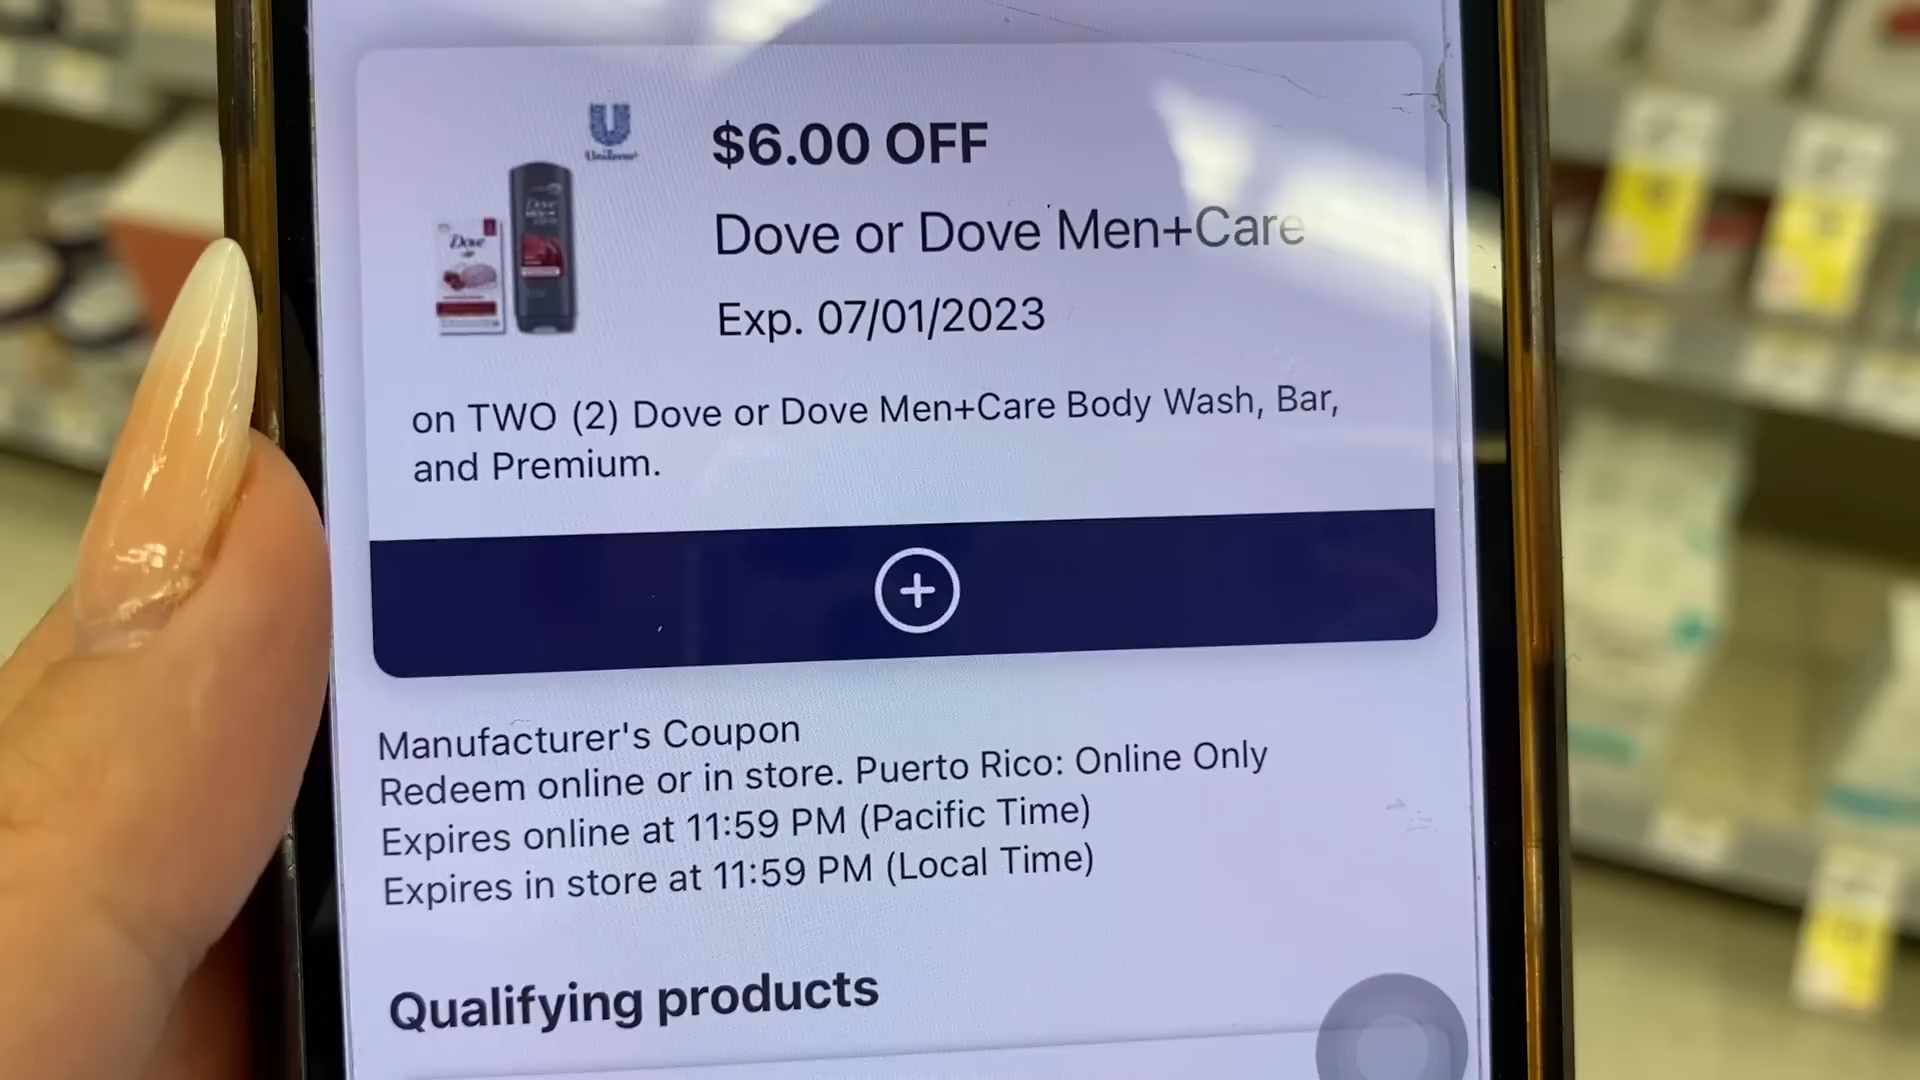 Unilever
Dove
$6.00 OFF
Dove or Dove Men+Care
Exp. 07/01/2023
on TWO (2) Dove or Dove Men+Care Body Wash, Bar,
and Premium.
Manufacturer's Coupon
Redeem online or in store. Puerto Rico: Online Only
Expires online at 11:59 PM (Pacific Time)
Expires in store at 11:59 PM (Local Time)
Qualifying products